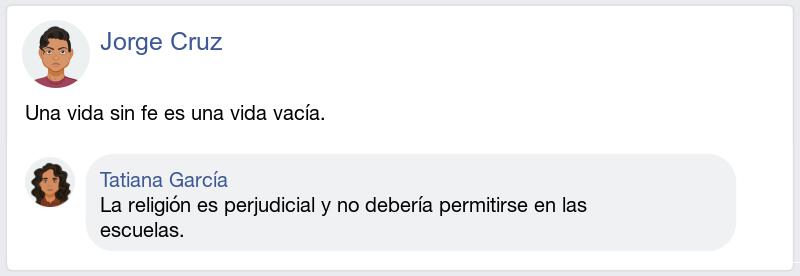 Jorge Cruz
Una vida sin fe es una vida vacía.
Tatiana García
La religión es perjudicial y no debería permitirse en las
escuelas.